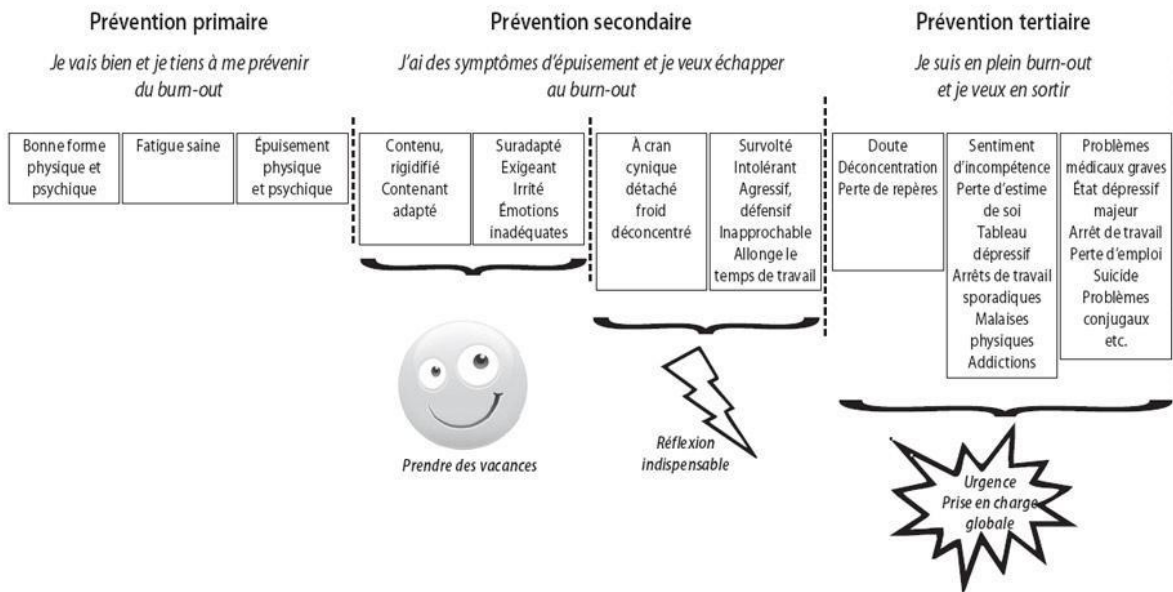 Prévention primaire
Je vais bien et je tiens à me prévenir
du burn-out
Bonne forme
physique et
psychique
Fatigue saine
Épuisement
physique
et psychique
Prévention secondaire
J'ai des symptômes d'épuisement et je veux échapper
au burn-out
Contenu,
rigidifié
Contenant
adapté
Suradapté
Exigeant
Irrité
Émotions
inadéquates
À cran
cynique
détaché
froid
déconcentré
Survolté
Intolérant
Agressif,
défensif
Inapprochable
Allonge le
temps de travail
Prendre des vacances
Réflexion
indispensable
Prévention tertiaire
Je suis en plein burn-out
et je veux en sortir
Doute
Déconcentration
Perte de repères
Sentiment
d'incompétence
Perte d'estime
de soi
Tableau
dépressif
Arrêts de travail
sporadiques
Malaises
physiques
Addictions
Problèmes
médicaux graves
État dépressif
majeur
Arrêt de travail
Perte d'emploi
Suicide
Problèmes
conjugaux
etc.
Urgence
Prise en charge
globale